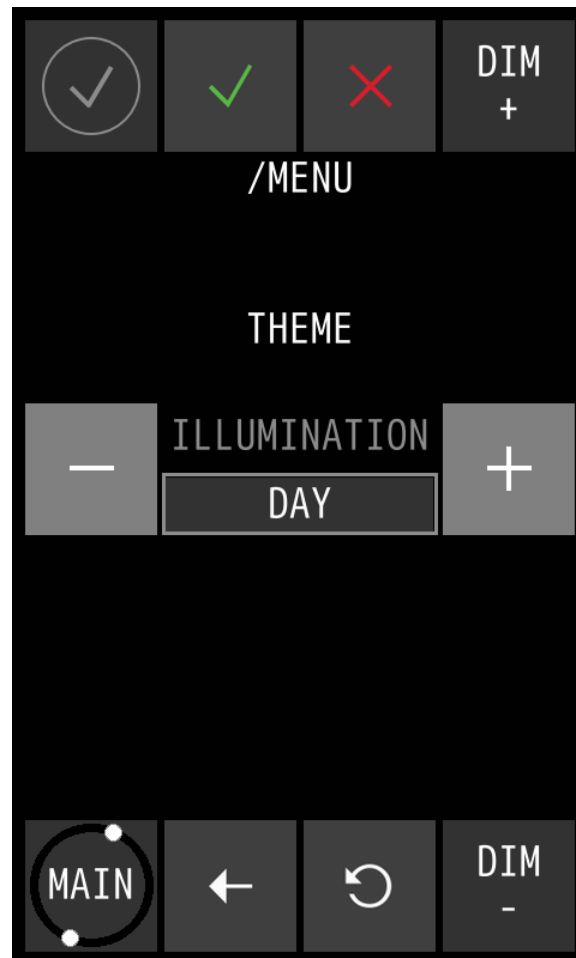 DIM
+
/MENU
THEME
ILLUMINATION
DAY
MAIN
DIM
-